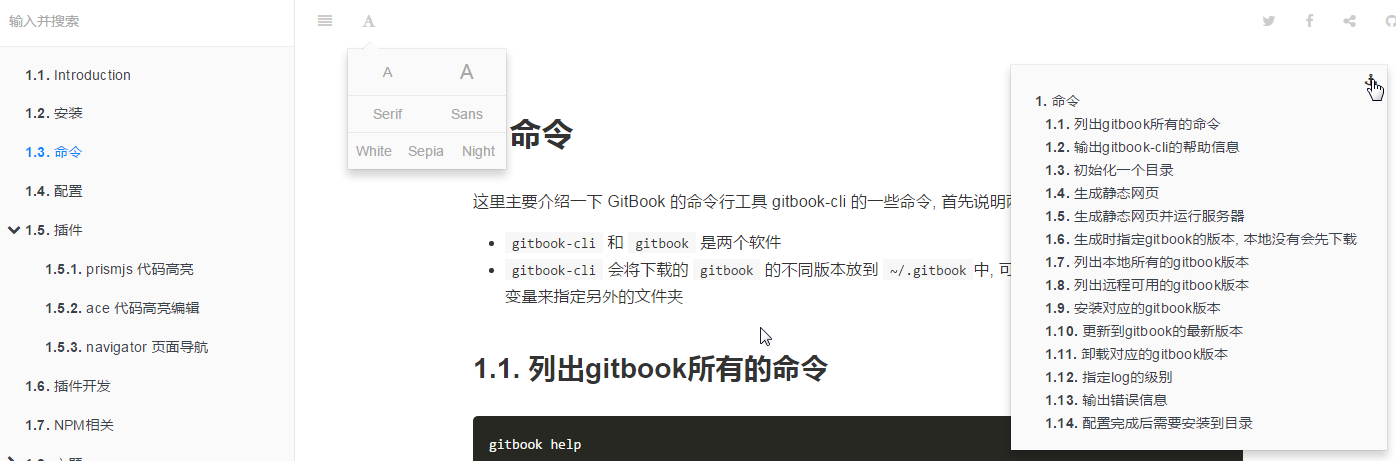 输入并搜索
1.1. Introduction
1.2. 安装
1.3. 命令
1.4. 配置
1.5. 插件
1.5.1. prismjs 代码高亮
1.5.2. ace 代码高亮编辑
1.5.3. navigator 页面导航
1.6. 插件开发
1.7. NPM相关
A
A
A
Serif Sans
White Sepia Night
命令
这里主要介绍一下 GitBook 的命令行工具 gitbook-cli 的一些命令, 首先说明
gitbook-cli 和 gitbook 是两个软件
gitbook-cli 会将下载的 gitbook 的不同版本放到 ~/.gitbook 中, 可
变量来指定另外的文件夹
1.1. 列出gitbook所有的命令
gitbook help
1. 命令
1.1. 列出gitbook所有的命令
1.2. 输出gitbook-cli的帮助信息
1.3. 初始化一个目录
1.4. 生成静态网页
1.5. 生成静态网页并运行服务器
1.6. 生成时指定gitbook的版本, 本地没有会先下载
1.7. 列出本地所有的gitbook版本
1.8. 列出远程可用的gitbook版本
1.9. 安装对应的gitbook版本
1.10. 更新到gitbook的最新版本
1.11. 卸载对应的gitbook版本
1.12. 指定log的级别
1.13. 输出错误信息
1.14. 配置完成后需要安装到目录